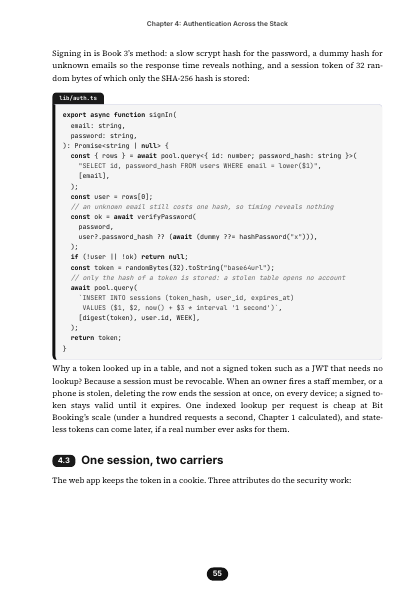 Chapter 4: Authentication Across the Stack
Signing in is Book 3's method: a slow scrypt hash for the password, a dummy hash for
unknown emails so the response time reveals nothing, and a session token of 32 ran-
dom bytes of which only the SHA-256 hash is stored:
lib/auth.ts
export async function signIn(
  email: string,
  password: string,
): Promise<string | null> {
  const { rows } = await pool.query<{ id: number; password_hash: string }>(
    "SELECT id, password_hash FROM users WHERE email = lower($1)",
    [email],
  );
  const user = rows[0];
  // an unknown email still costs one hash, so timing reveals nothing
  const ok = await verifyPassword(
    password,
    user?.password_hash ?? (await (dummy ??= hashPassword("x"))),
  );
  if (!user || !ok) return null;
  const token = randomBytes(32).toString("base64url");
  // only the hash of a token is stored: a stolen table opens no account
  await pool.query(
    `INSERT INTO sessions (token_hash, user_id, expires_at)
     VALUES ($1, $2, now() + $3 * interval '1 second')`,
    [digest(token), user.id, WEEK],
  );
  return token;
}
Why a token looked up in a table, and not a signed token such as a JWT that needs no
lookup? Because a session must be revocable. When an owner fires a staff member, or a
phone is stolen, deleting the row ends the session at once, on every device; a signed to-
ken stays valid until it expires. One indexed lookup per request is cheap at Bit
Booking's scale (under a hundred requests a second, Chapter 1 calculated), and state-
less tokens can come later, if a real number ever asks for them.
4.3 One session, two carriers
The web app keeps the token in a cookie. Three attributes do the security work:
55